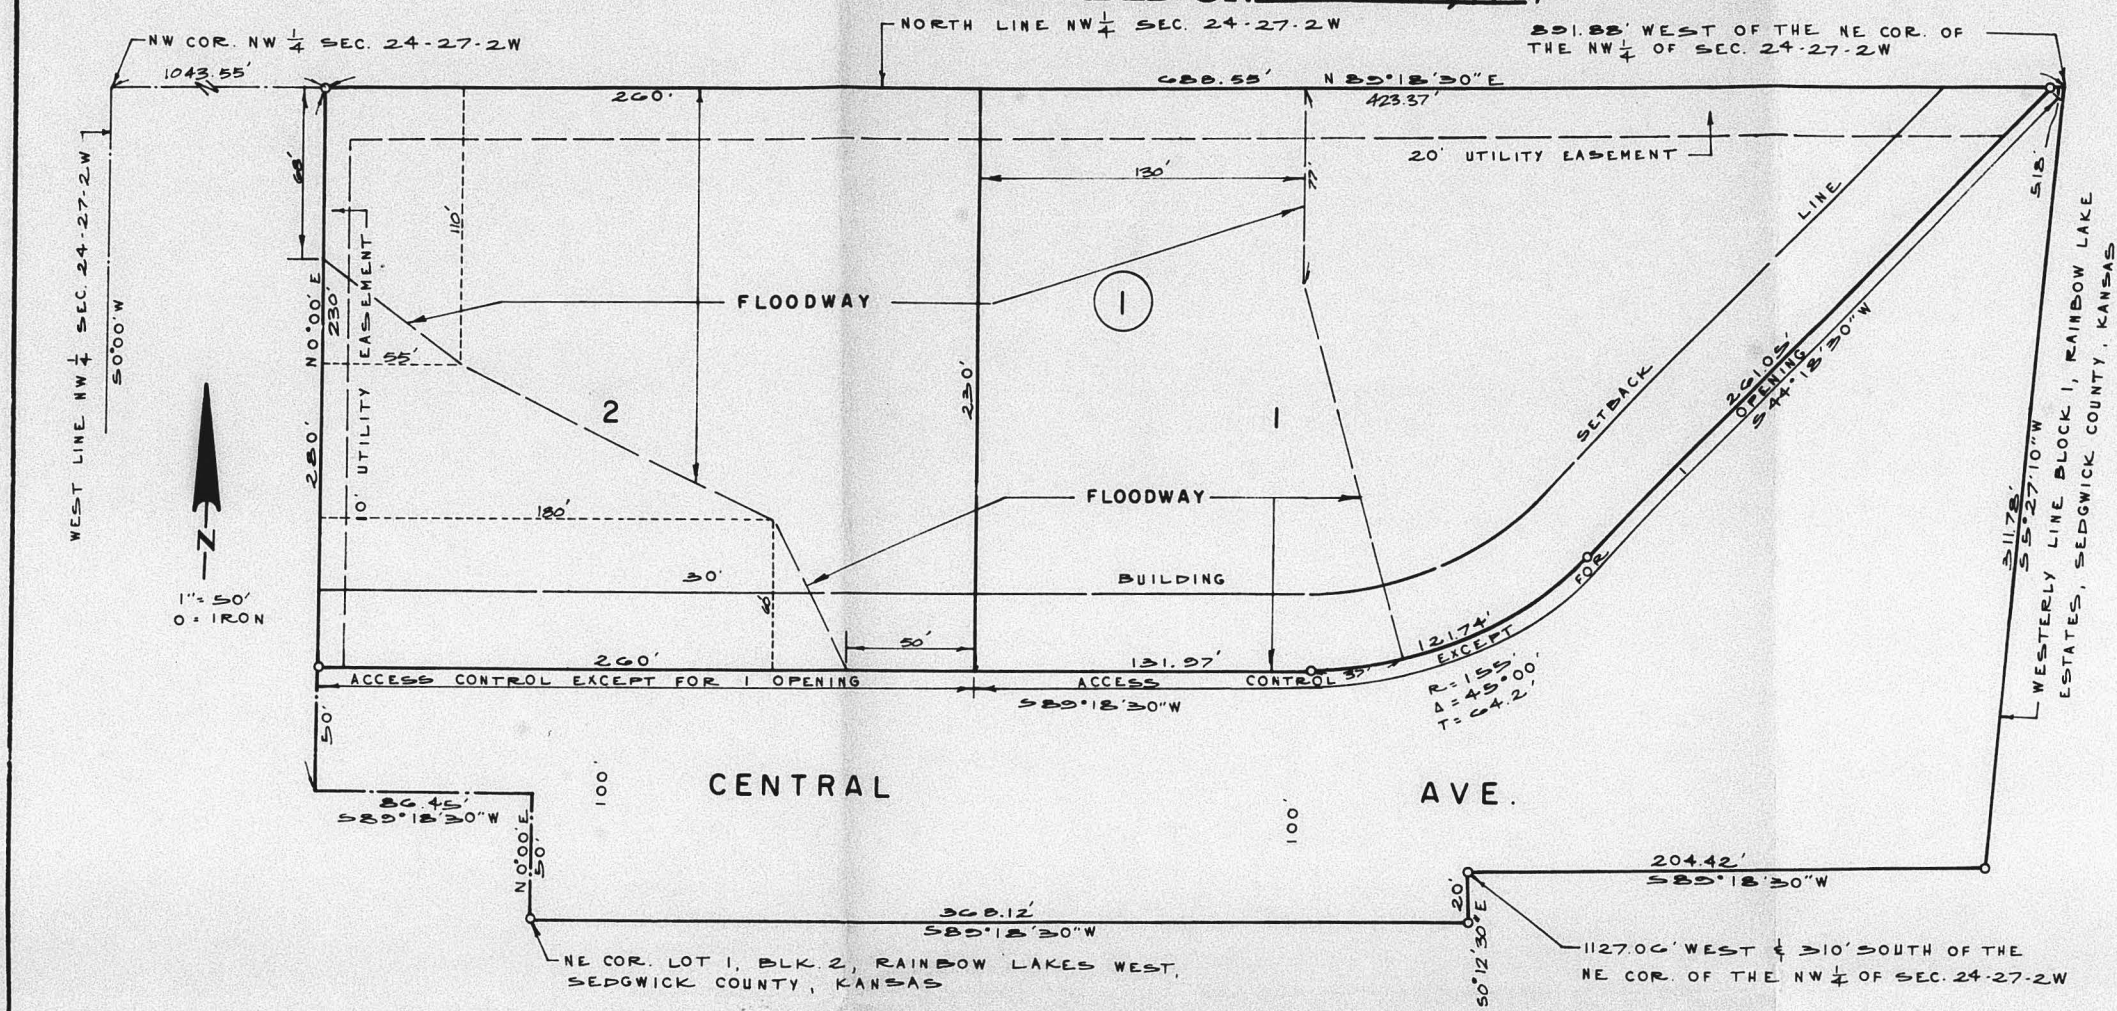 NORTH LINE NW 1/4 SEC. 24-27-2W
891.88' WEST OF THE NE COR. OF
THE NW 1/4 OF SEC. 24-27-2W
NW COR. NW 1/4 SEC. 24-27-2W
1043.55'
688.55' N 89°18'30" E
260'
423.37'
20' UTILITY EASEMENT
68'
110'
130'
77'
5.18'
WEST LINE NW 1/4 SEC. 24-27-2W
S0°00'W
N0°00'E
230'
280'
10' UTILITY EASEMENT
55'
FLOODWAY
1
2
230'
1
FLOODWAY
180'
30'
BUILDING
SETBACK
LINE
60'
50'
260'
131.97'
35'
121.74'
261.05'
S44°18'30"W
ACCESS CONTROL EXCEPT FOR 1 OPENING
ACCESS CONTROL EXCEPT FOR 1 OPENING
S89°18'30"W
R = 155'
Δ = 45°00'
T = 64.2'
311.78'
S5°27'10"W
WESTERLY LINE BLOCK 1, RAINBOW LAKE
ESTATES, SEDGWICK COUNTY, KANSAS
N
1" = 50'
O = IRON
50'
86.45'
S89°18'30"W
N0°00'E
50'
100'
CENTRAL AVE.
100'
368.12'
S89°18'30"W
20'
S0°12'30"E
204.42'
S89°18'30"W
NE COR. LOT 1, BLK. 2, RAINBOW LAKES WEST,
SEDGWICK COUNTY, KANSAS
1127.06' WEST & 310' SOUTH OF THE
NE COR. OF THE NW 1/4 OF SEC. 24-27-2W